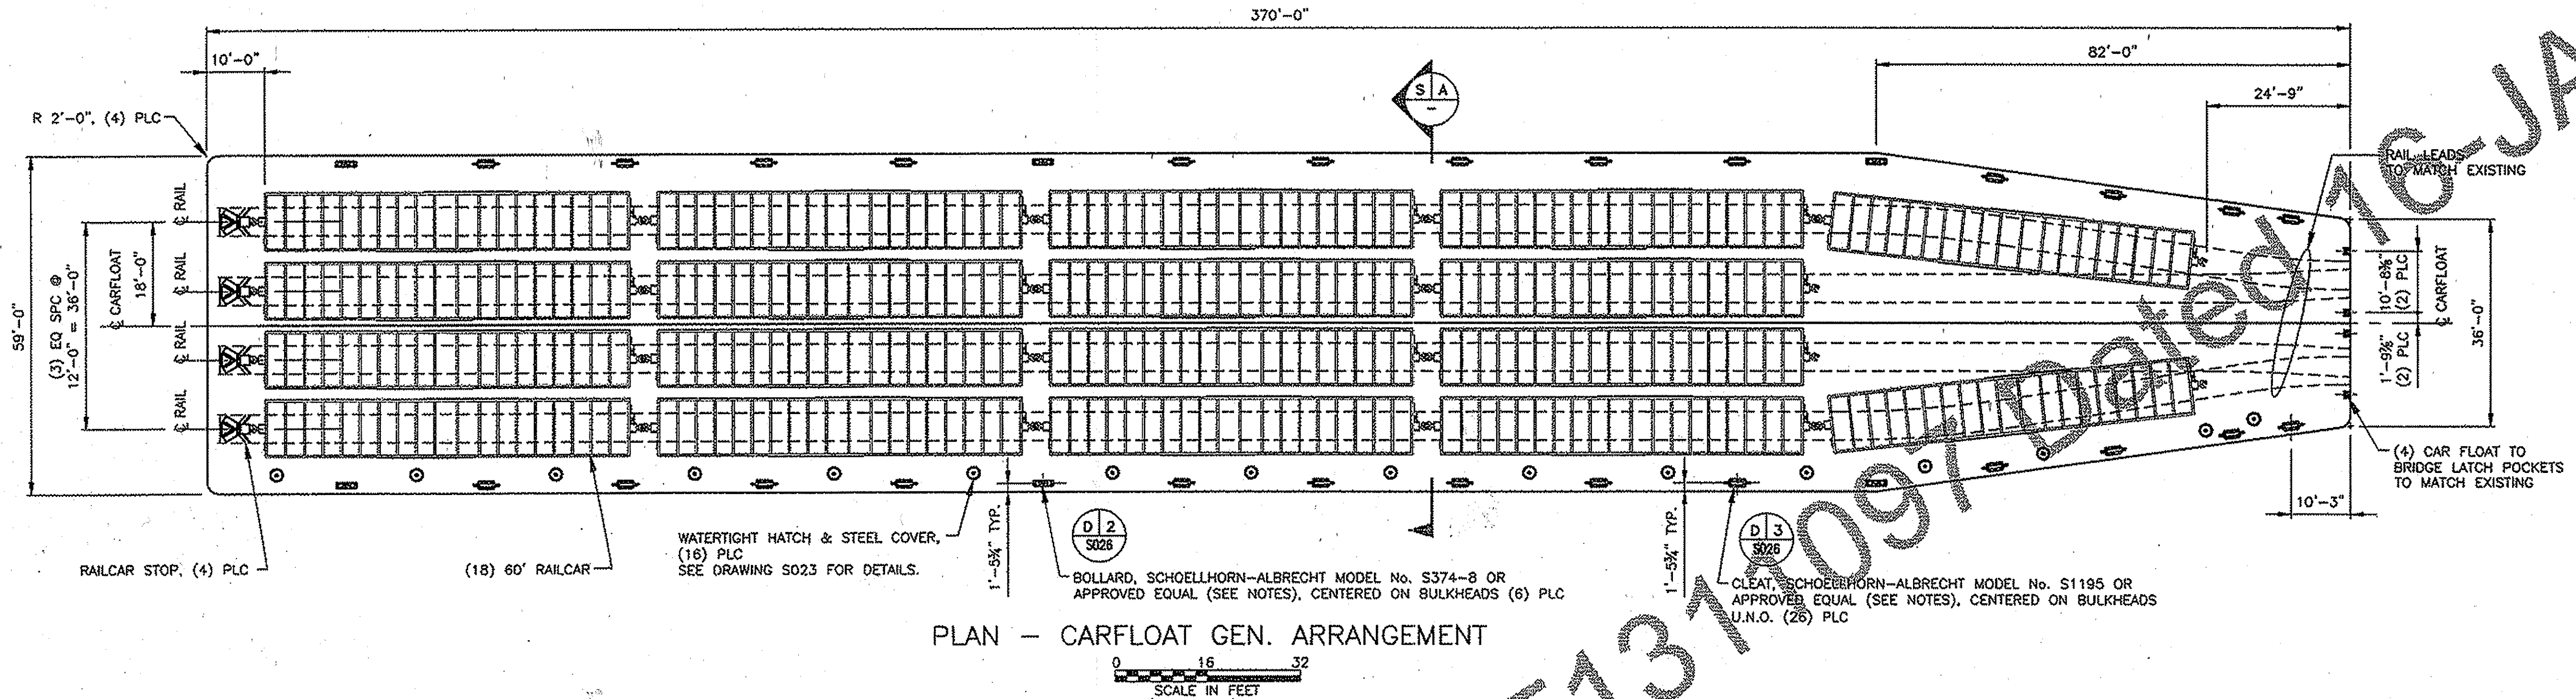 370'-0"
10'-0"
82'-0"
24'-9"
S A
-
R 2'-0", (4) PLC
RAIL LEADS
TO MATCH EXISTING
59'-0"
(3) EQ SPC @
12'-0" = 36'-0"
℄ CARFLOAT
18'-0"
℄ RAIL
℄ RAIL
℄ RAIL
℄ RAIL
10'-6⅜"
(2) PLC
1'-9⅞"
(2) PLC
℄ CARFLOAT
36'-0"
(4) CAR FLOAT TO
BRIDGE LATCH POCKETS
TO MATCH EXISTING
10'-3"
RAILCAR STOP, (4) PLC
(18) 60' RAILCAR
WATERTIGHT HATCH & STEEL COVER,
(16) PLC
SEE DRAWING S023 FOR DETAILS.
1'-5¾" TYP.
D 2
S026
BOLLARD, SCHOELLHORN-ALBRECHT MODEL No. S374-8 OR
APPROVED EQUAL (SEE NOTES), CENTERED ON BULKHEADS (6) PLC
1'-5¾" TYP.
D 3
S026
CLEAT, SCHOELLHORN-ALBRECHT MODEL No. S1195 OR
APPROVED EQUAL (SEE NOTES), CENTERED ON BULKHEADS
U.N.O. (26) PLC
PLAN - CARFLOAT GEN. ARRANGEMENT
0 16 32
SCALE IN FEET
1311097 Dated 16-JA